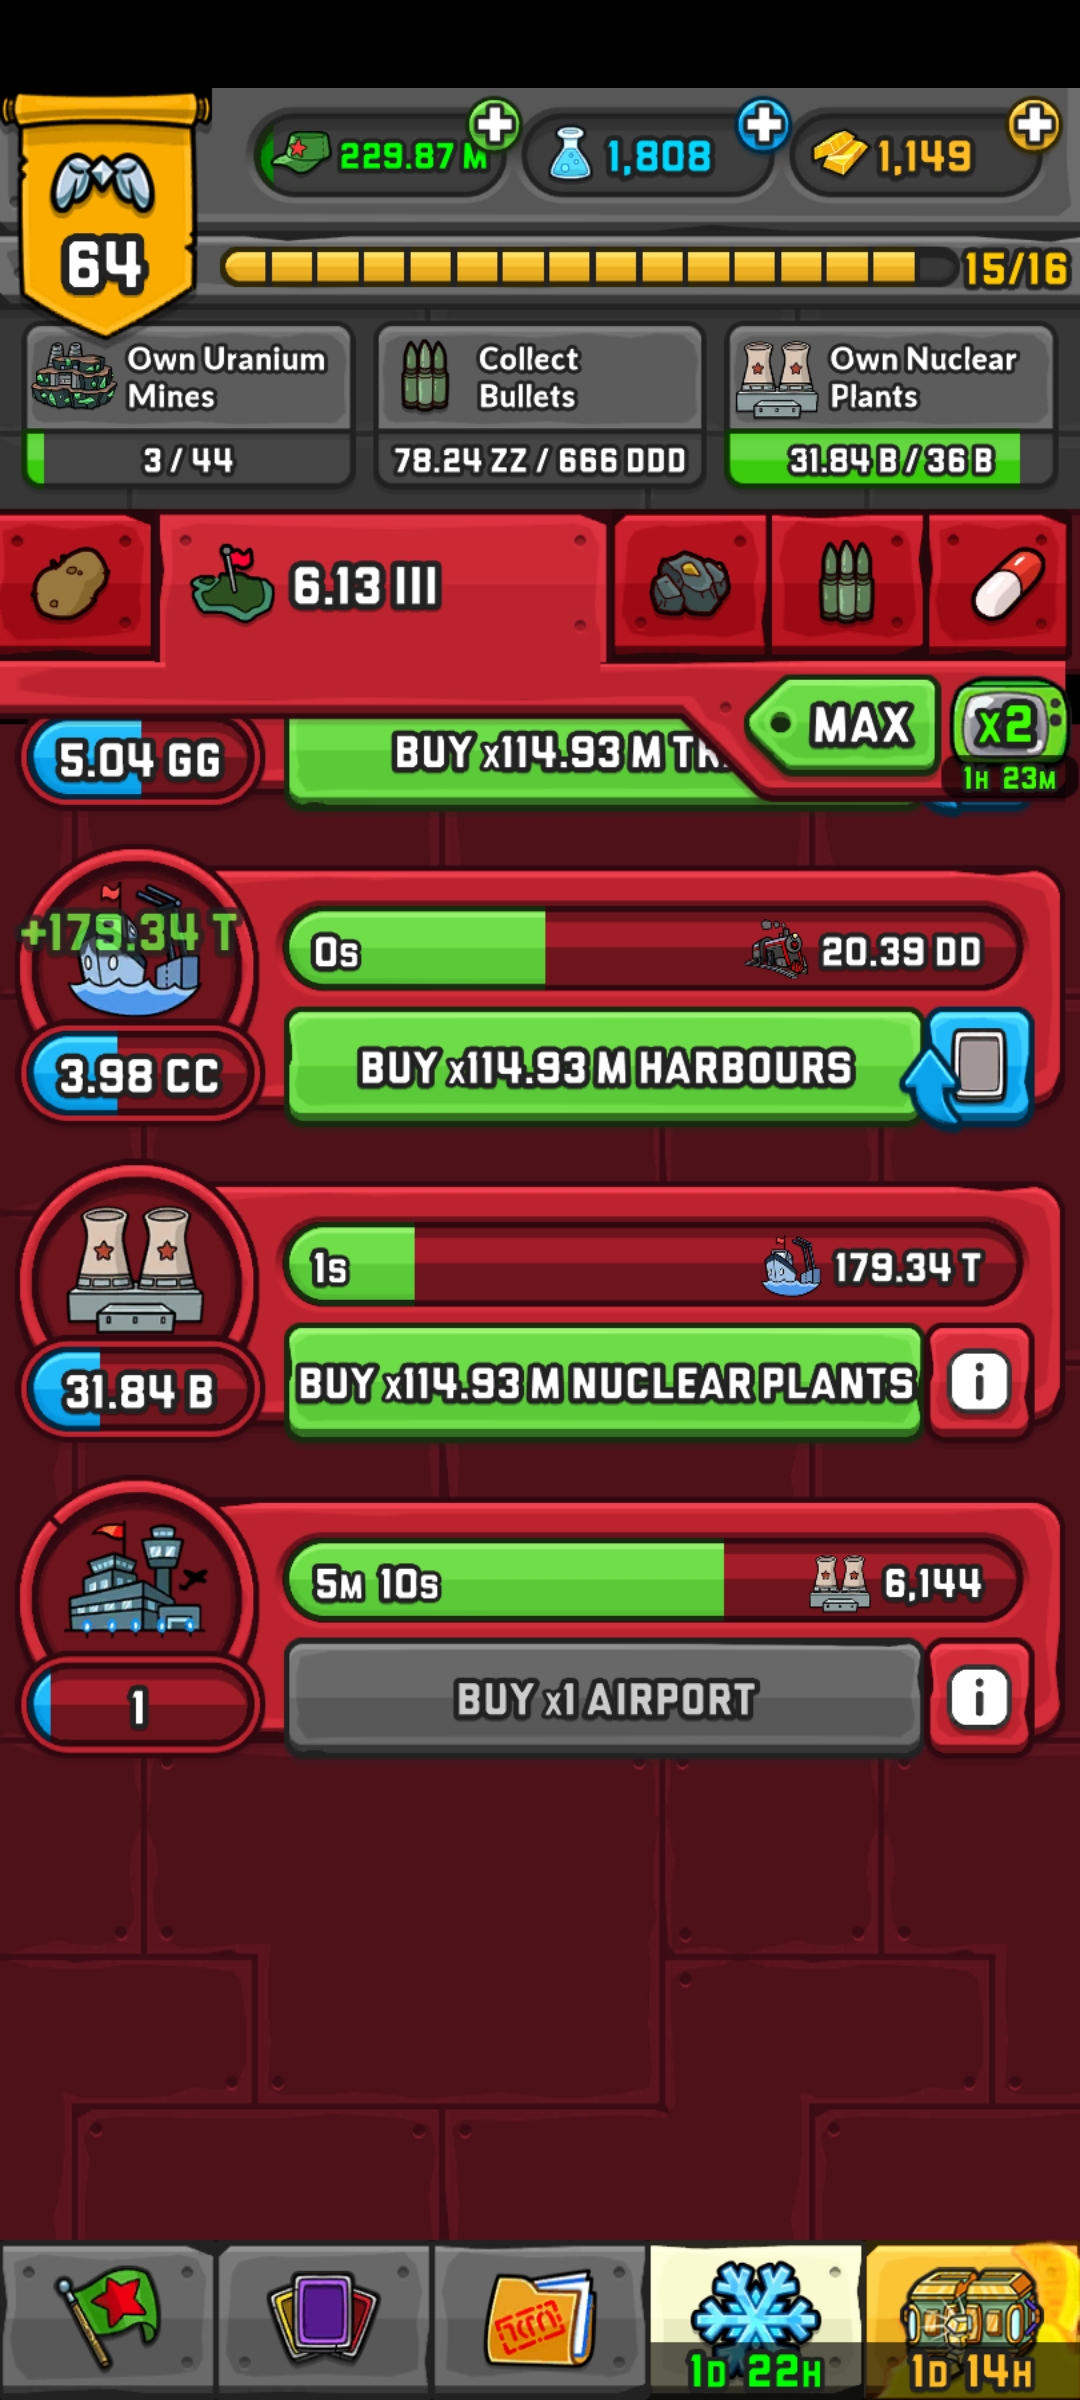 229.87 M
1,808
1,149
64
15/16
Own Uranium
Mines
3 / 44
Collect
Bullets
78.24 ZZ / 666 DDD
Own Nuclear
Plants
31.84 B / 36 B
6.13 III
MAX
x2
1H 23M
5.04 GG
BUY x114.93 M
+179.34 T
0s
20.39 DD
3.98 CC
BUY x114.93 M HARBOURS
1s
179.34 T
31.84 B
BUY x114.93 M NUCLEAR PLANTS
i
5M 10s
6,144
1
BUY x1 AIRPORT
i
1D 22H
1D 14H